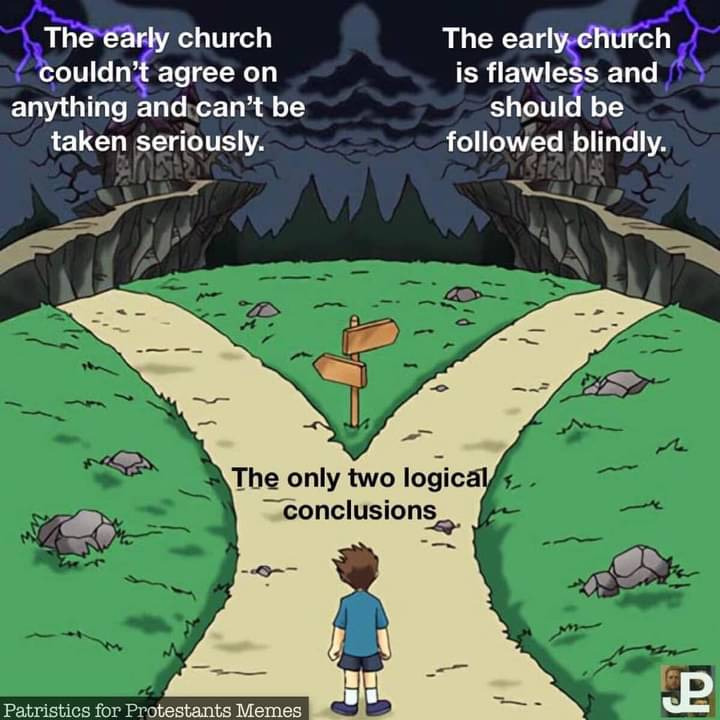 The early church
couldn't agree on
anything and can't be
taken seriously.
The early church
is flawless and
should be
followed blindly.
The only two logical
conclusions
Patristics for Protestants Memes
JP